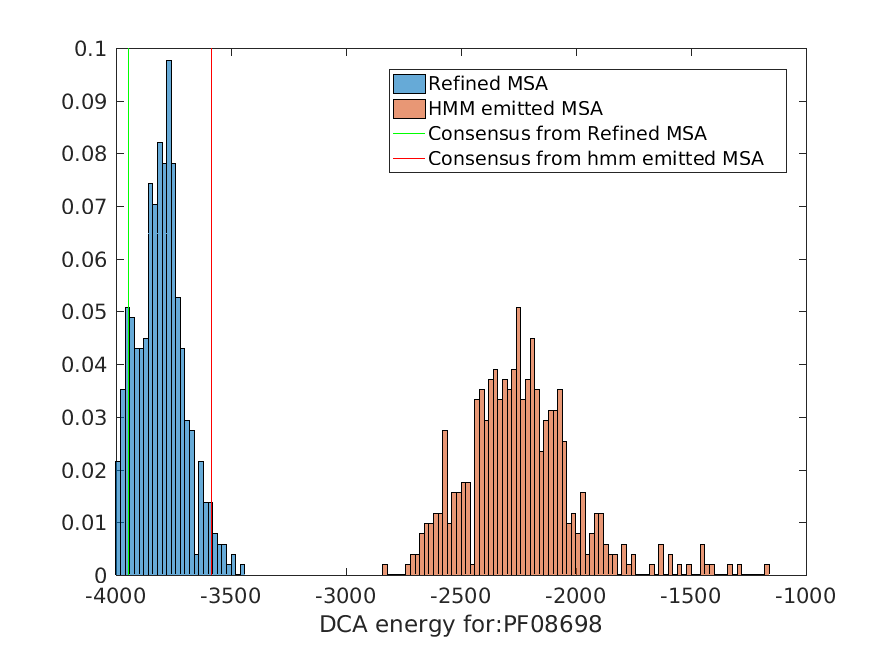 0.1
0.09
0.08
0.07
0.06
0.05
0.04
0.03
0.02
0.01
0
Refined MSA
HMM emitted MSA
Consensus from Refined MSA
Consensus from hmm emitted MSA
-4000 -3500 -3000 -2500 -2000 -1500 -1000
DCA energy for:PF08698